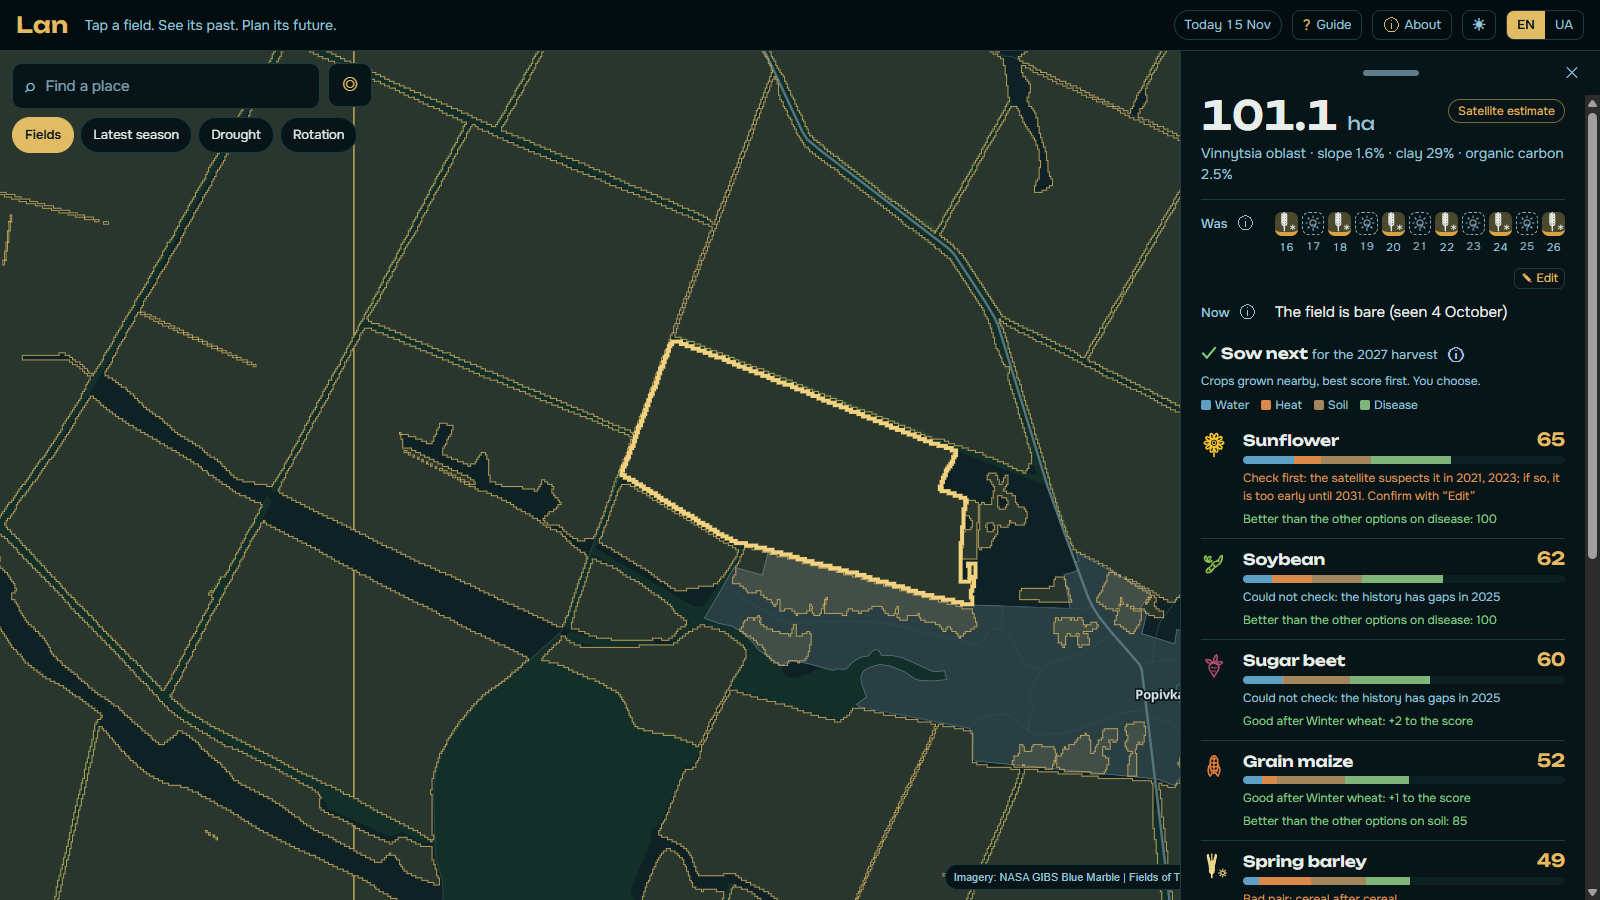 Lan
Tap a field. See its past. Plan its future.
Today 15 Nov
? Guide
About
EN
UA
Find a place
Fields
Latest season
Drought
Rotation
101.1 ha
Satellite estimate
Vinnytsia oblast · slope 1.6% · clay 29% · organic carbon
2.5%
Was
16 17 18 19 20 21 22 23 24 25 26
Edit
Now
The field is bare (seen 4 October)
Sow next for the 2027 harvest
Crops grown nearby, best score first. You choose.
Water Heat Soil Disease
Sunflower 65
Check first: the satellite suspects it in 2021, 2023; if so, it
is too early until 2031. Confirm with “Edit”
Better than the other options on disease: 100
Soybean 62
Could not check: the history has gaps in 2025
Better than the other options on disease: 100
Sugar beet 60
Could not check: the history has gaps in 2025
Good after Winter wheat: +2 to the score
Grain maize 52
Good after Winter wheat: +1 to the score
Better than the other options on soil: 85
Spring barley 49
Bad pair: cereal after cereal
Popivka
Imagery: NASA GIBS Blue Marble | Fields of T